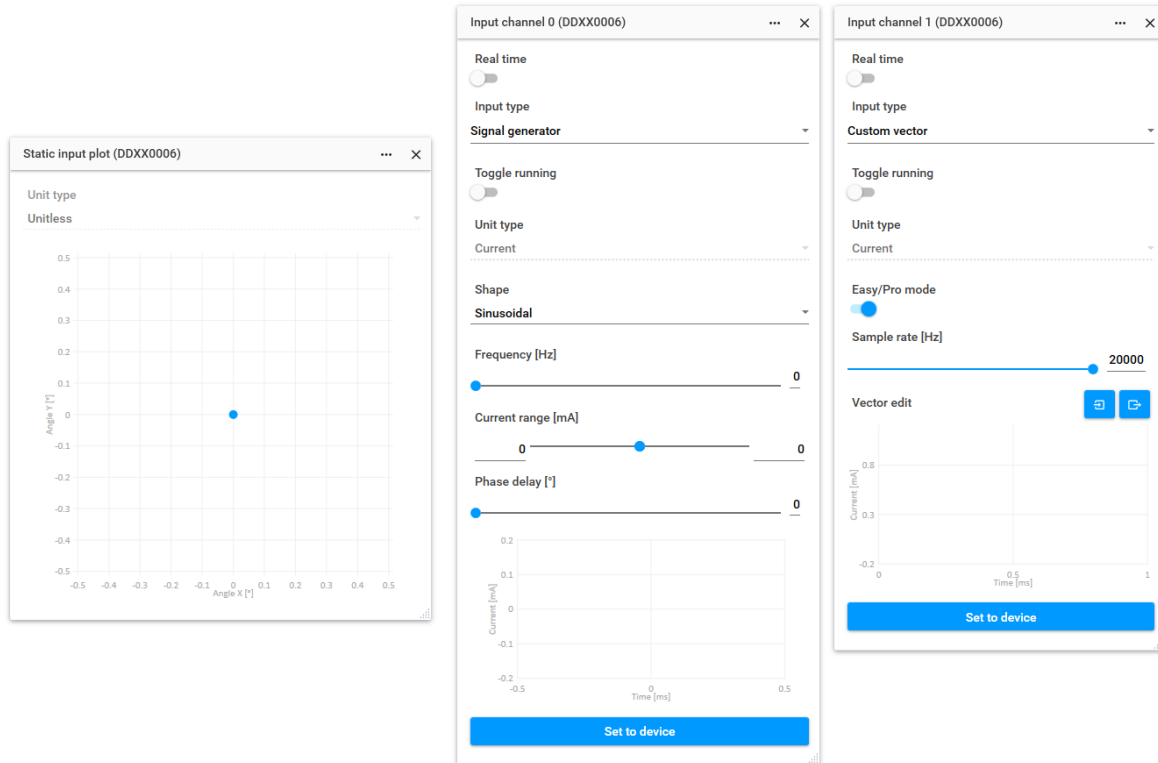 Static input plot (DDXX0006)
Unit type
Unitless
0.5
0.4
0.3
0.2
0.1
0
-0.1
-0.2
-0.3
-0.4
-0.5
Angle Y [°]
-0.5 -0.4 -0.3 -0.2 -0.1 0 0.1 0.2 0.3 0.4 0.5
Angle X [°]
Input channel 0 (DDXX0006)
Real time
Input type
Signal generator
Toggle running
Unit type
Current
Shape
Sinusoidal
Frequency [Hz]
0
Current range [mA]
0 0
Phase delay [°]
0
0.2
0.1
0
-0.1
-0.2
Current [mA]
-0.5 0 0.5
Time [ms]
Set to device
Input channel 1 (DDXX0006)
Real time
Input type
Custom vector
Toggle running
Unit type
Current
Easy/Pro mode
Sample rate [Hz]
20000
Vector edit
0.8
0.3
-0.2
Current [mA]
0 0.5 1
Time [ms]
Set to device